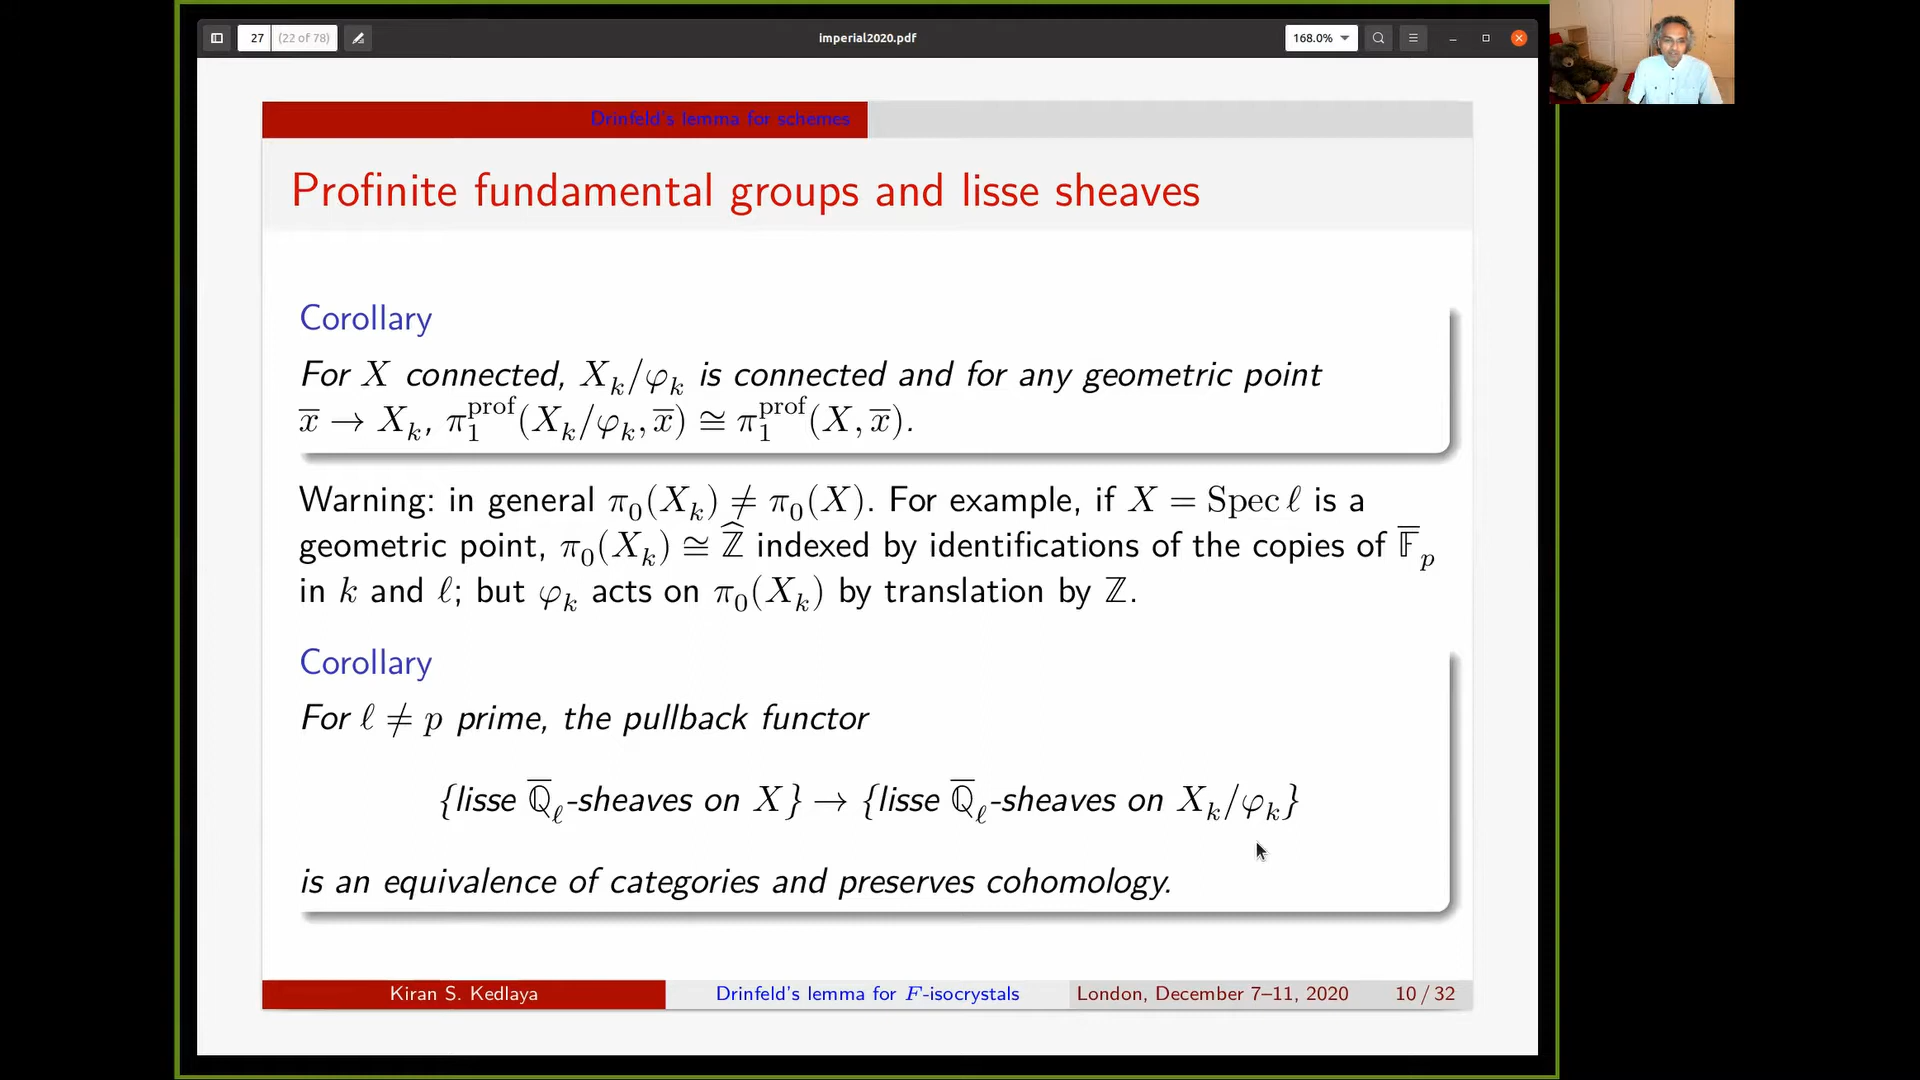 27 (22 of 78)
imperial2020.pdf
168.0%
Drinfeld's lemma for schemes
Profinite fundamental groups and lisse sheaves
Corollary
For X connected, X_k/φ_k is connected and for any geometric point
x̅ → X_k, π_1^prof(X_k/φ_k, x̅) ≅ π_1^prof(X, x̅).
Warning: in general π_0(X_k) ≠ π_0(X). For example, if X = Spec ℓ is a
geometric point, π_0(X_k) ≅ ℤ̂ indexed by identifications of the copies of 𝔽̅_p
in k and ℓ; but φ_k acts on π_0(X_k) by translation by ℤ.
Corollary
For ℓ ≠ p prime, the pullback functor
{lisse ℚ̅_ℓ-sheaves on X} → {lisse ℚ̅_ℓ-sheaves on X_k/φ_k}
is an equivalence of categories and preserves cohomology.
Kiran S. Kedlaya
Drinfeld's lemma for F-isocrystals
London, December 7–11, 2020
10 / 32